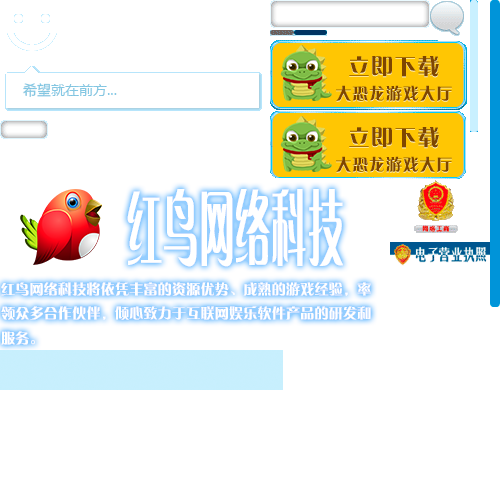 希望就在前方...
立即下载
大恐龙游戏大厅
立即下载
大恐龙游戏大厅
红鸟网络科技
网络工商
电子营业执照
红鸟网络科技将依凭丰富的资源优势、成熟的游戏经验，率
领众多合作伙伴，倾心致力于互联网娱乐软件产品的研发和
服务。